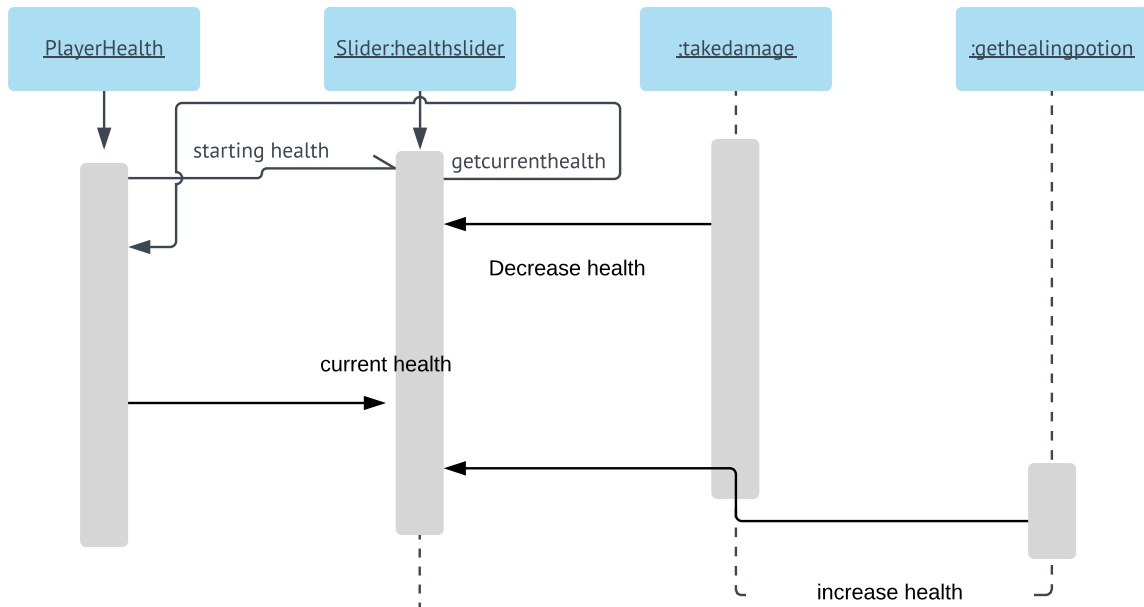 PlayerHealth
Slider:healthslider
:takedamage
:gethealingpotion
starting health
getcurrenthealth
Decrease health
current health
increase health